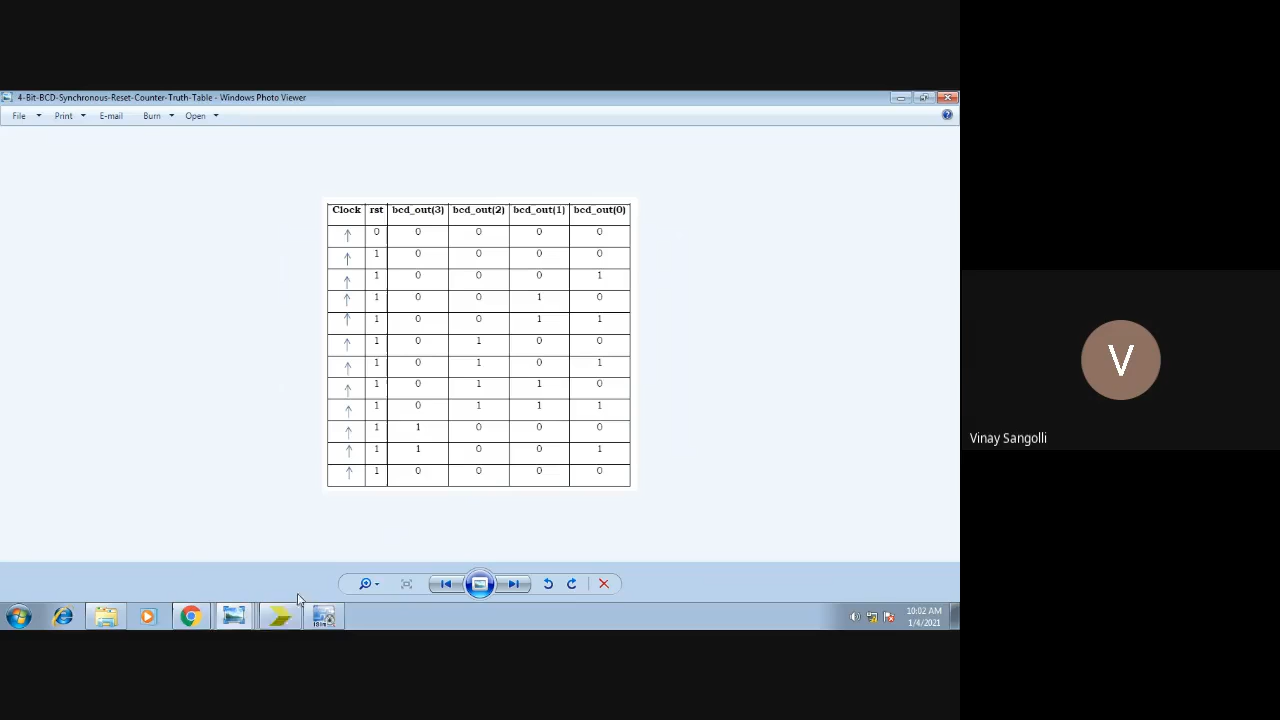 4-Bit-BCD-Synchronous-Reset-Counter-Truth-Table - Windows Photo Viewer
File Print E-mail Burn Open
Clock rst bcd_out(3) bcd_out(2) bcd_out(1) bcd_out(0)
↑ 0 0 0 0 0
↑ 1 0 0 0 0
↑ 1 0 0 0 1
↑ 1 0 0 1 0
↑ 1 0 0 1 1
↑ 1 0 1 0 0
↑ 1 0 1 0 1
↑ 1 0 1 1 0
↑ 1 0 1 1 1
↑ 1 1 0 0 0
↑ 1 1 0 0 1
↑ 1 0 0 0 0
V
Vinay Sangolli
10:02 AM
1/4/2021